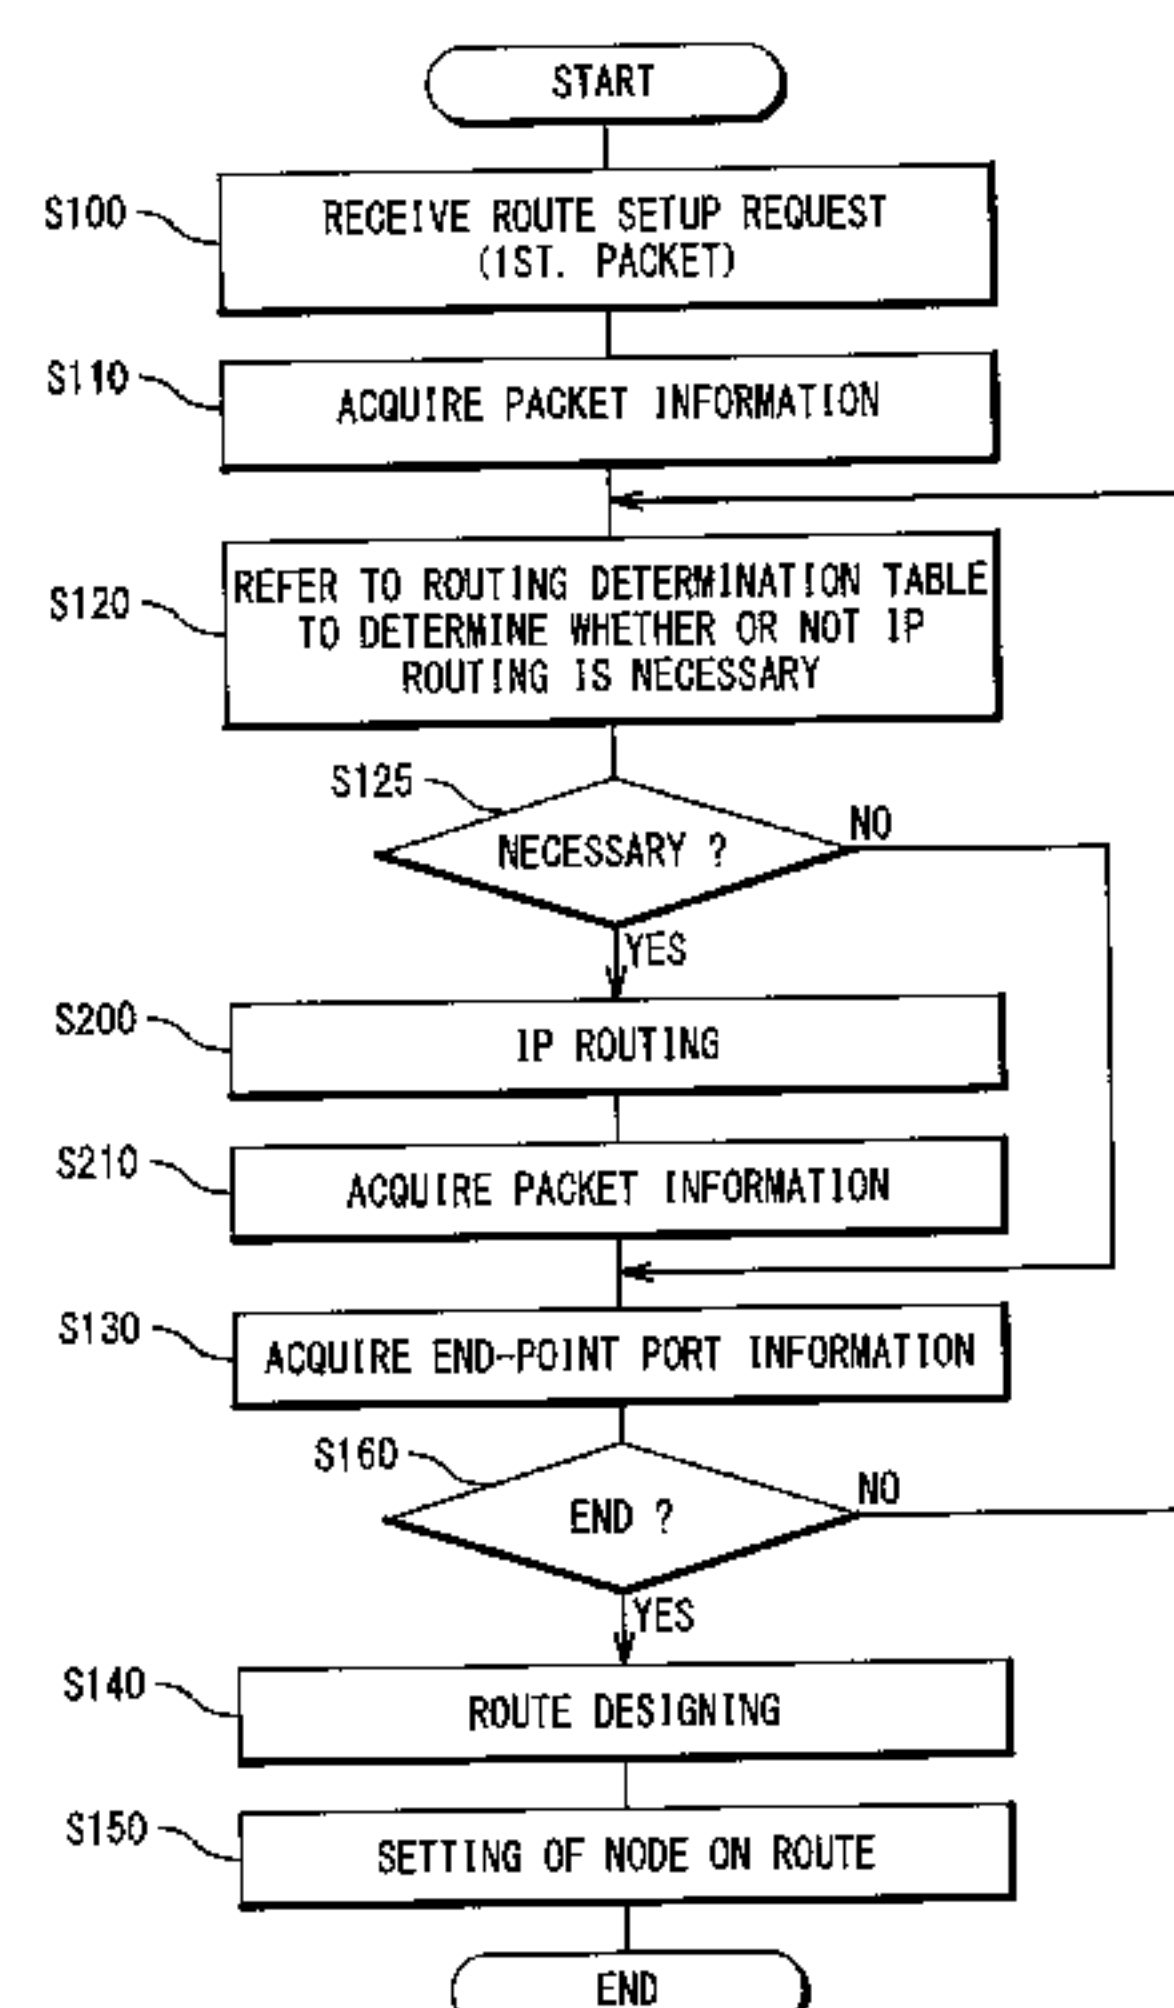 START
S100
RECEIVE ROUTE SETUP REQUEST
(1ST. PACKET)
S110
ACQUIRE PACKET INFORMATION
S120
REFER TO ROUTING DETERMINATION TABLE
TO DETERMINE WHETHER OR NOT IP
ROUTING IS NECESSARY
S125
NECESSARY ?
NO
YES
S200
IP ROUTING
S210
ACQUIRE PACKET INFORMATION
S130
ACQUIRE END-POINT PORT INFORMATION
S160
END ?
NO
YES
S140
ROUTE DESIGNING
S150
SETTING OF NODE ON ROUTE
END